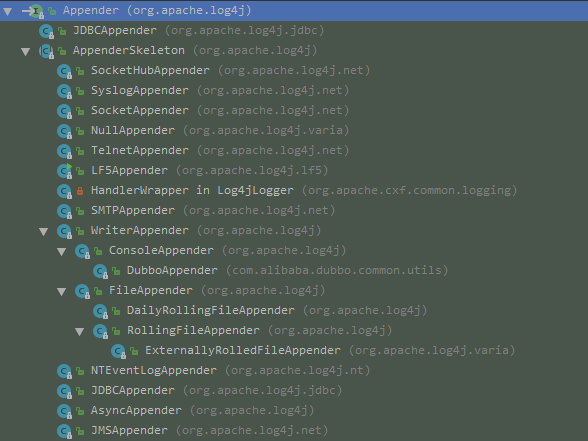 Appender (org.apache.log4j)
JDBCAppender (org.apache.log4j.jdbc)
AppenderSkeleton (org.apache.log4j)
SocketHubAppender (org.apache.log4j.net)
SyslogAppender (org.apache.log4j.net)
SocketAppender (org.apache.log4j.net)
NullAppender (org.apache.log4j.varia)
TelnetAppender (org.apache.log4j.net)
LF5Appender (org.apache.log4j.lf5)
HandlerWrapper in Log4jLogger (org.apache.cxf.common.logging)
SMTPAppender (org.apache.log4j.net)
WriterAppender (org.apache.log4j)
ConsoleAppender (org.apache.log4j)
DubboAppender (com.alibaba.dubbo.common.utils)
FileAppender (org.apache.log4j)
DailyRollingFileAppender (org.apache.log4j)
RollingFileAppender (org.apache.log4j)
ExternallyRolledFileAppender (org.apache.log4j.varia)
NTEventLogAppender (org.apache.log4j.nt)
JDBCAppender (org.apache.log4j.jdbc)
AsyncAppender (org.apache.log4j)
JMSAppender (org.apache.log4j.net)